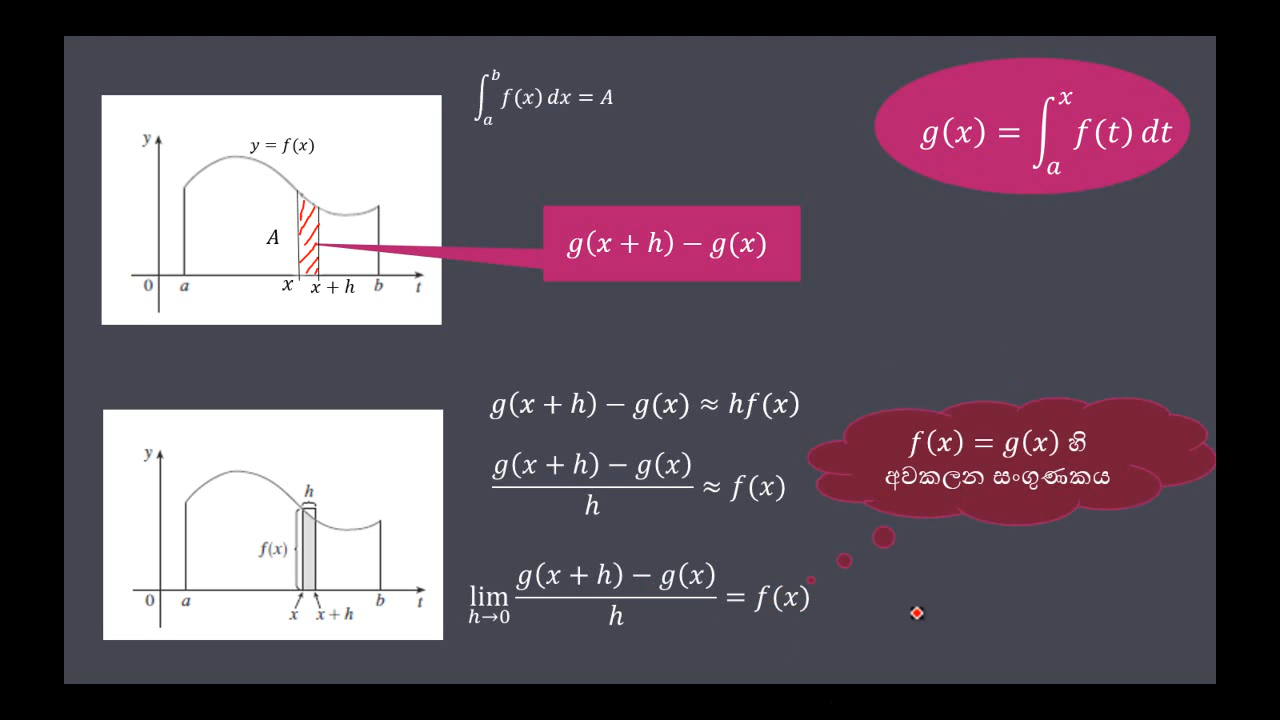 ∫_a^b f(x) dx = A
g(x) = ∫_a^x f(t) dt
y
y = f(x)
A
0 a x x + h b t
g(x + h) − g(x)
g(x + h) − g(x) ≈ hf(x)
(g(x + h) − g(x))/h ≈ f(x)
lim_{h→0} (g(x + h) − g(x))/h = f(x)
f(x) = g(x) හි
අවකලන සංගුණකය
y
h
f(x)
0 a x x + h b t